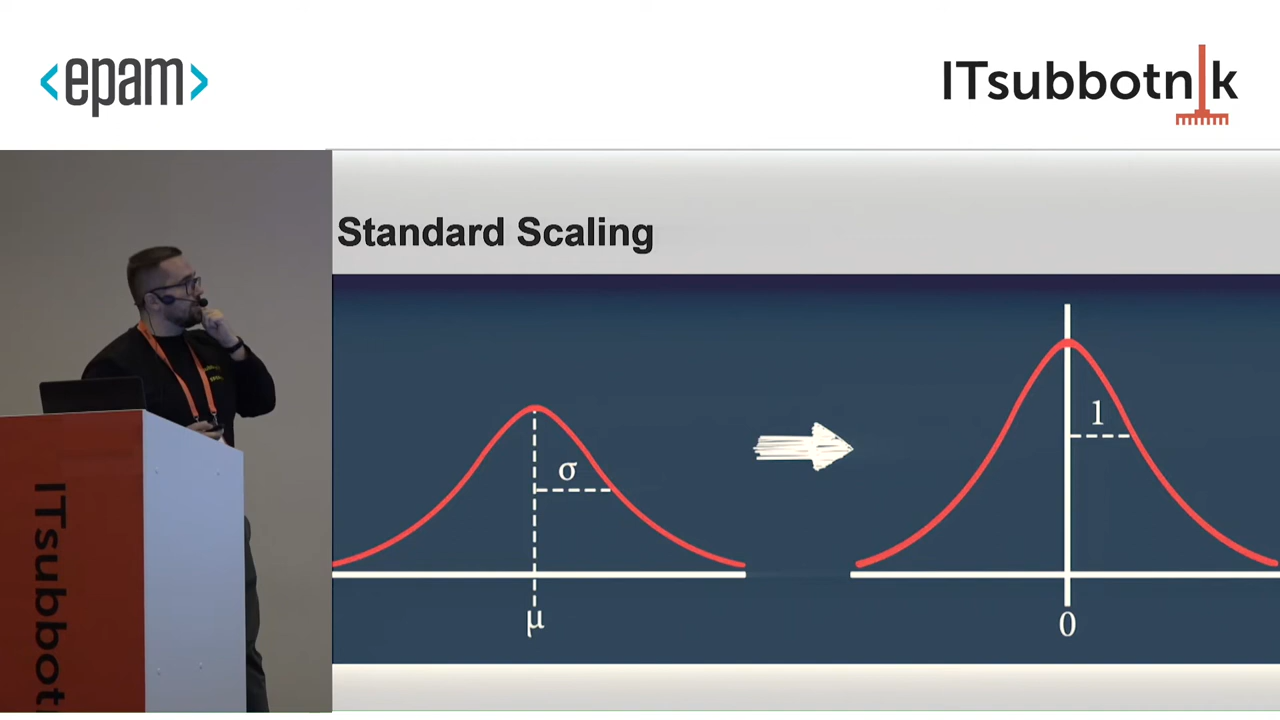 <epam>
ITsubbotnik
Standard Scaling
σ
μ
1
0
ITsubbot